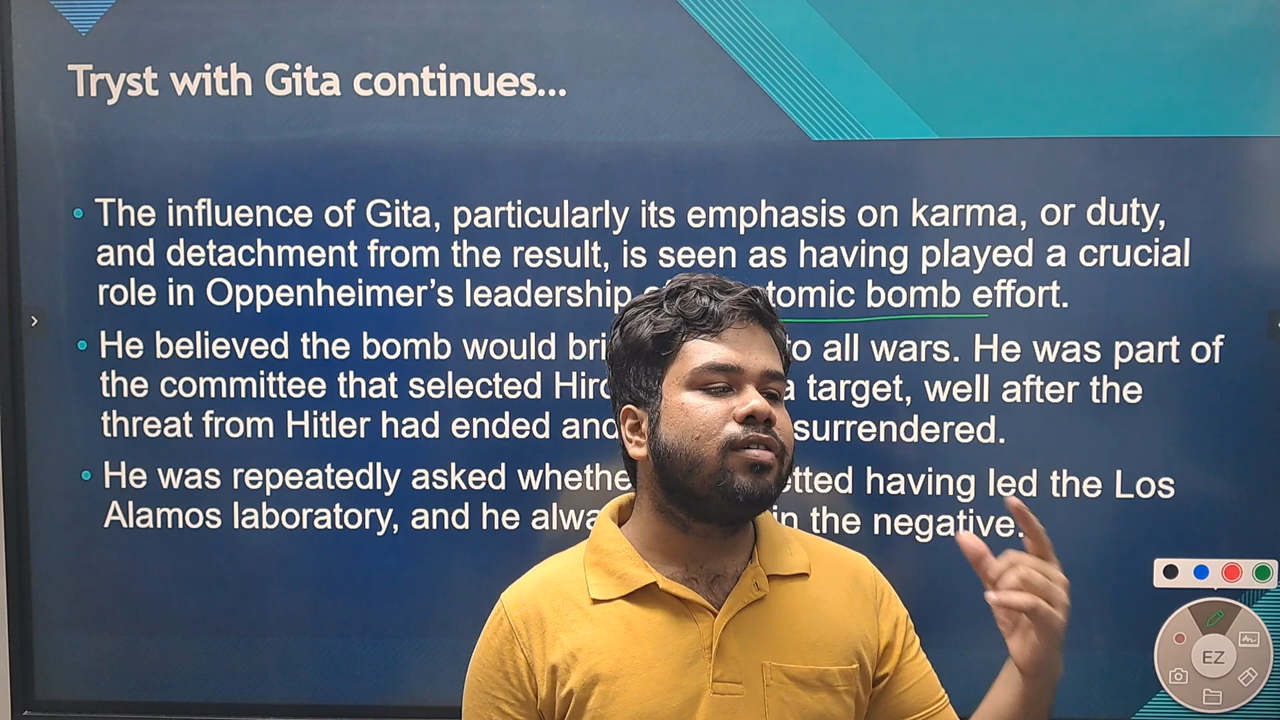 Tryst with Gita continues...
The influence of Gita, particularly its emphasis on karma, or duty,
and detachment from the result, is seen as having played a crucial
role in Oppenheimer's leadership tomic bomb effort.
He believed the bomb would bri to all wars. He was part of
the committee that selected Hiro a target, well after the
threat from Hitler had ended and surrendered.
He was repeatedly asked whethe etted having led the Los
Alamos laboratory, and he alwa in the negative.
EZ